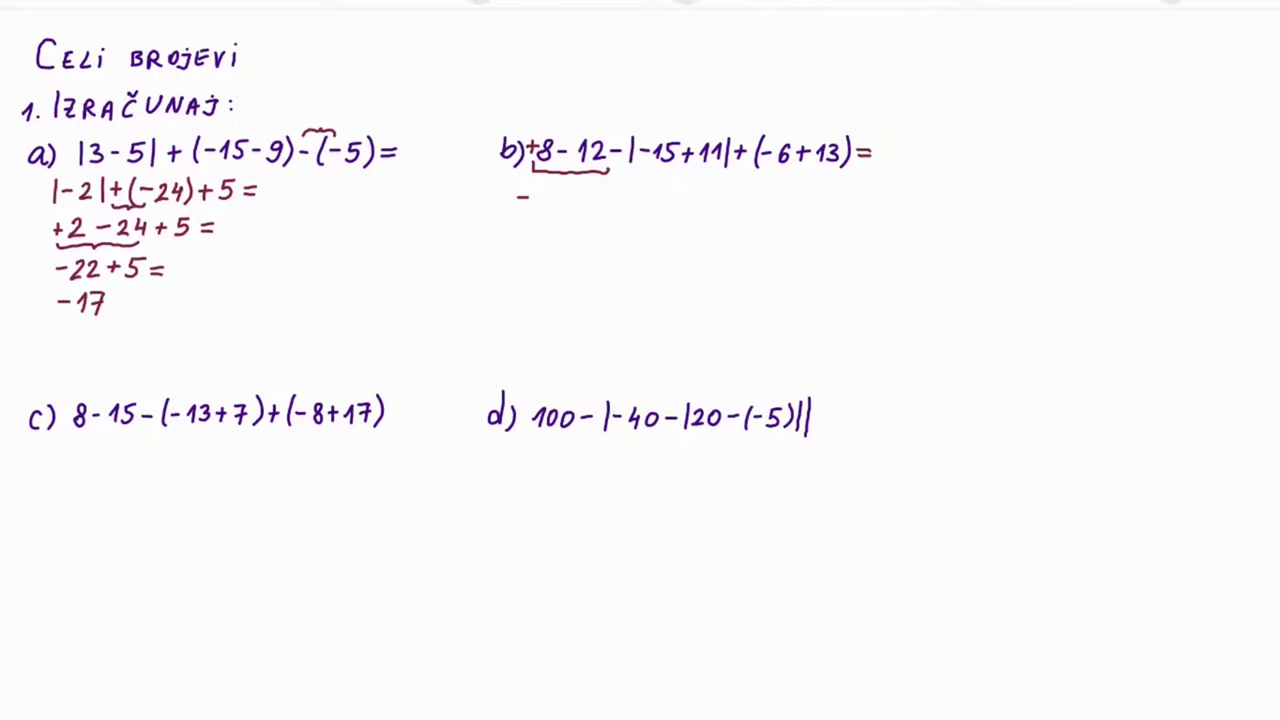 CELI BROJEVI
1. IZRAČUNAJ:
a) |3-5| + (-15-9) - (-5) =
|-2| + (-24) + 5 =
+2 - 24 + 5 =
-22 + 5 =
-17
b) +8 - 12 - |-15+11| + (-6+13) =
-
c) 8 - 15 - (-13+7) + (-8+17)
d) 100 - |-40 - |20 - (-5)||